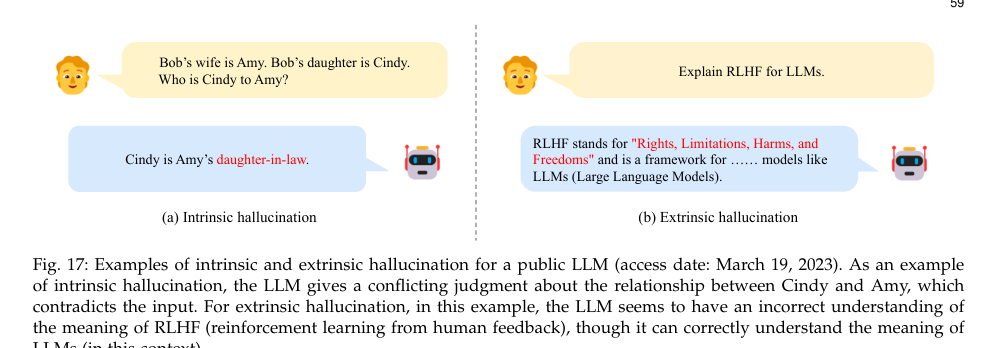 59
Bob's wife is Amy. Bob's daughter is Cindy.
Who is Cindy to Amy?
Explain RLHF for LLMs.
Cindy is Amy's daughter-in-law.
RLHF stands for "Rights, Limitations, Harms, and
Freedoms" and is a framework for …… models like
LLMs (Large Language Models).
(a) Intrinsic hallucination
(b) Extrinsic hallucination
Fig. 17: Examples of intrinsic and extrinsic hallucination for a public LLM (access date: March 19, 2023). As an example
of intrinsic hallucination, the LLM gives a conflicting judgment about the relationship between Cindy and Amy, which
contradicts the input. For extrinsic hallucination, in this example, the LLM seems to have an incorrect understanding of
the meaning of RLHF (reinforcement learning from human feedback), though it can correctly understand the meaning of
LLMs (in this context).